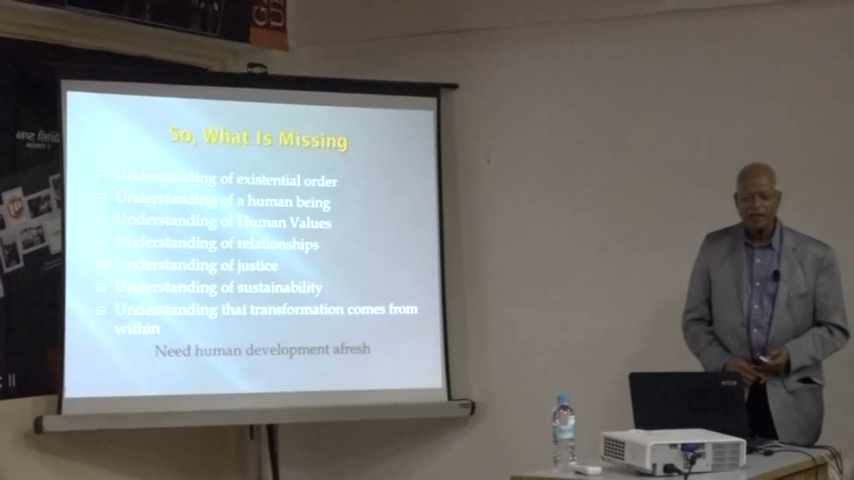 So, What Is Missing
Understanding of existential order
Understanding of a human being
Understanding of Human Values
Understanding of relationships
Understanding of justice
Understanding of sustainability
Understanding that transformation comes from
within
Need human development afresh